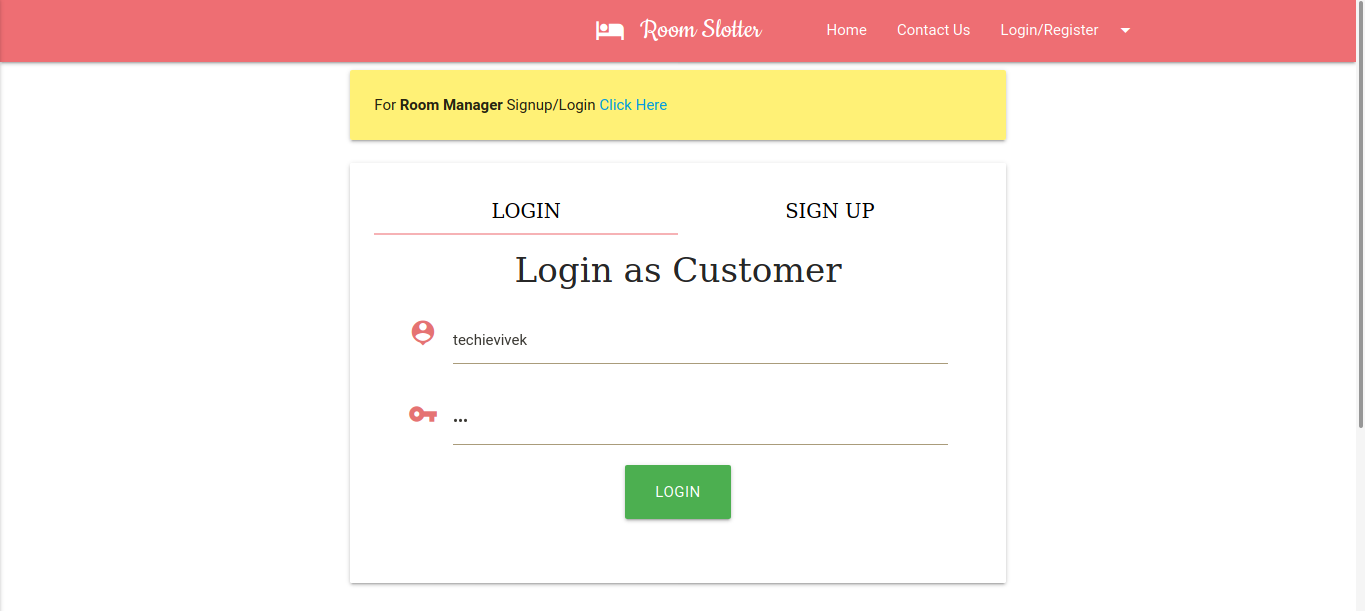 Room Slotter Home Contact Us Login/Register
For Room Manager Signup/Login Click Here
LOGIN SIGN UP
Login as Customer
techievivek
•••
LOGIN